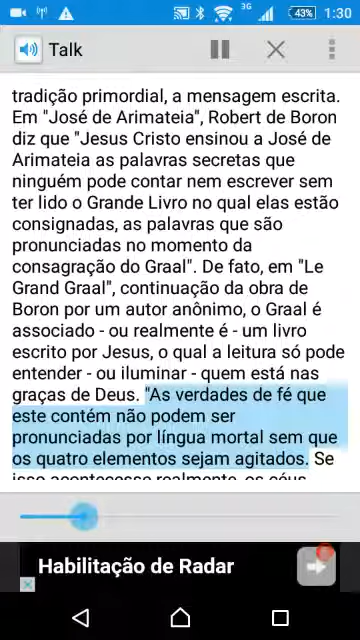 3G 43% 1:30
Talk
tradição primordial, a mensagem escrita.
Em "José de Arimateia", Robert de Boron
diz que "Jesus Cristo ensinou a José de
Arimateia as palavras secretas que
ninguém pode contar nem escrever sem
ter lido o Grande Livro no qual elas estão
consignadas, as palavras que são
pronunciadas no momento da
consagração do Graal". De fato, em "Le
Grand Graal", continuação da obra de
Boron por um autor anônimo, o Graal é
associado - ou realmente é - um livro
escrito por Jesus, o qual a leitura só pode
entender - ou iluminar - quem está nas
graças de Deus. "As verdades de fé que
este contém não podem ser
pronunciadas por língua mortal sem que
os quatro elementos sejam agitados. Se
isso acontecesse realmente, os céus
Habilitação de Radar